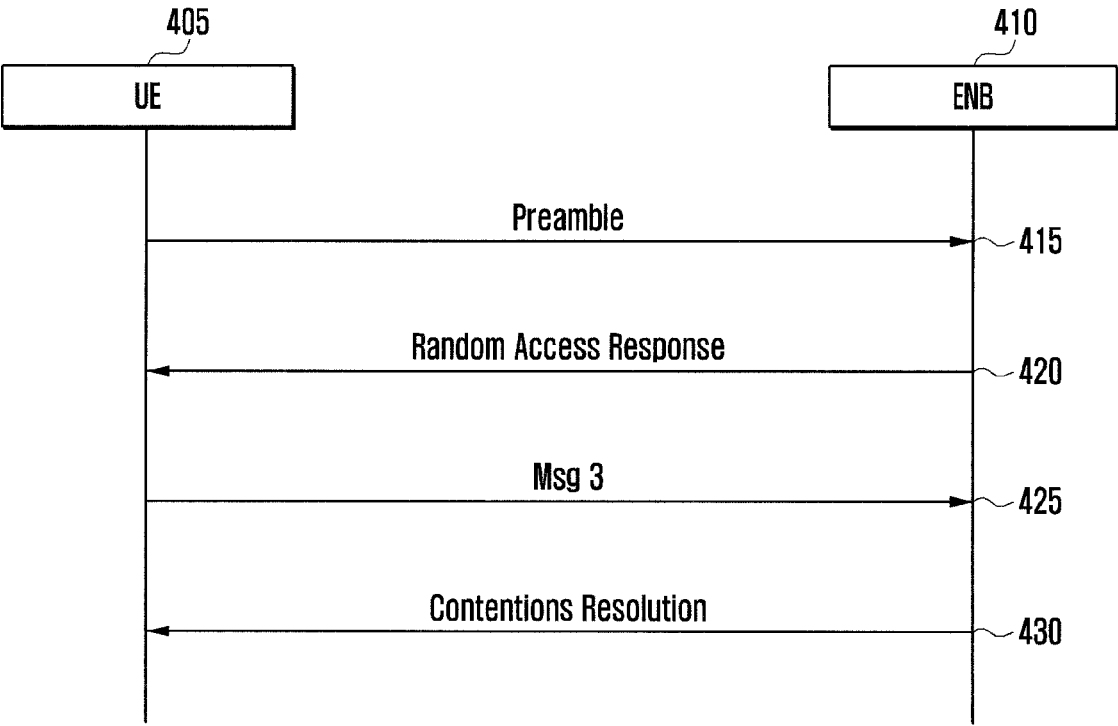 405
410
UE
ENB
Preamble
415
Random Access Response
420
Msg 3
425
Contentions Resolution
430